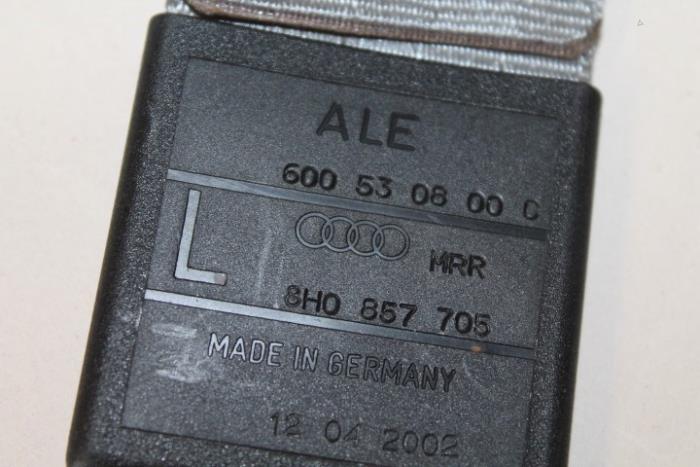 ALE
600 53 08 00 C
L
MRR
8H0 857 705
MADE IN GERMANY
12 04 2002